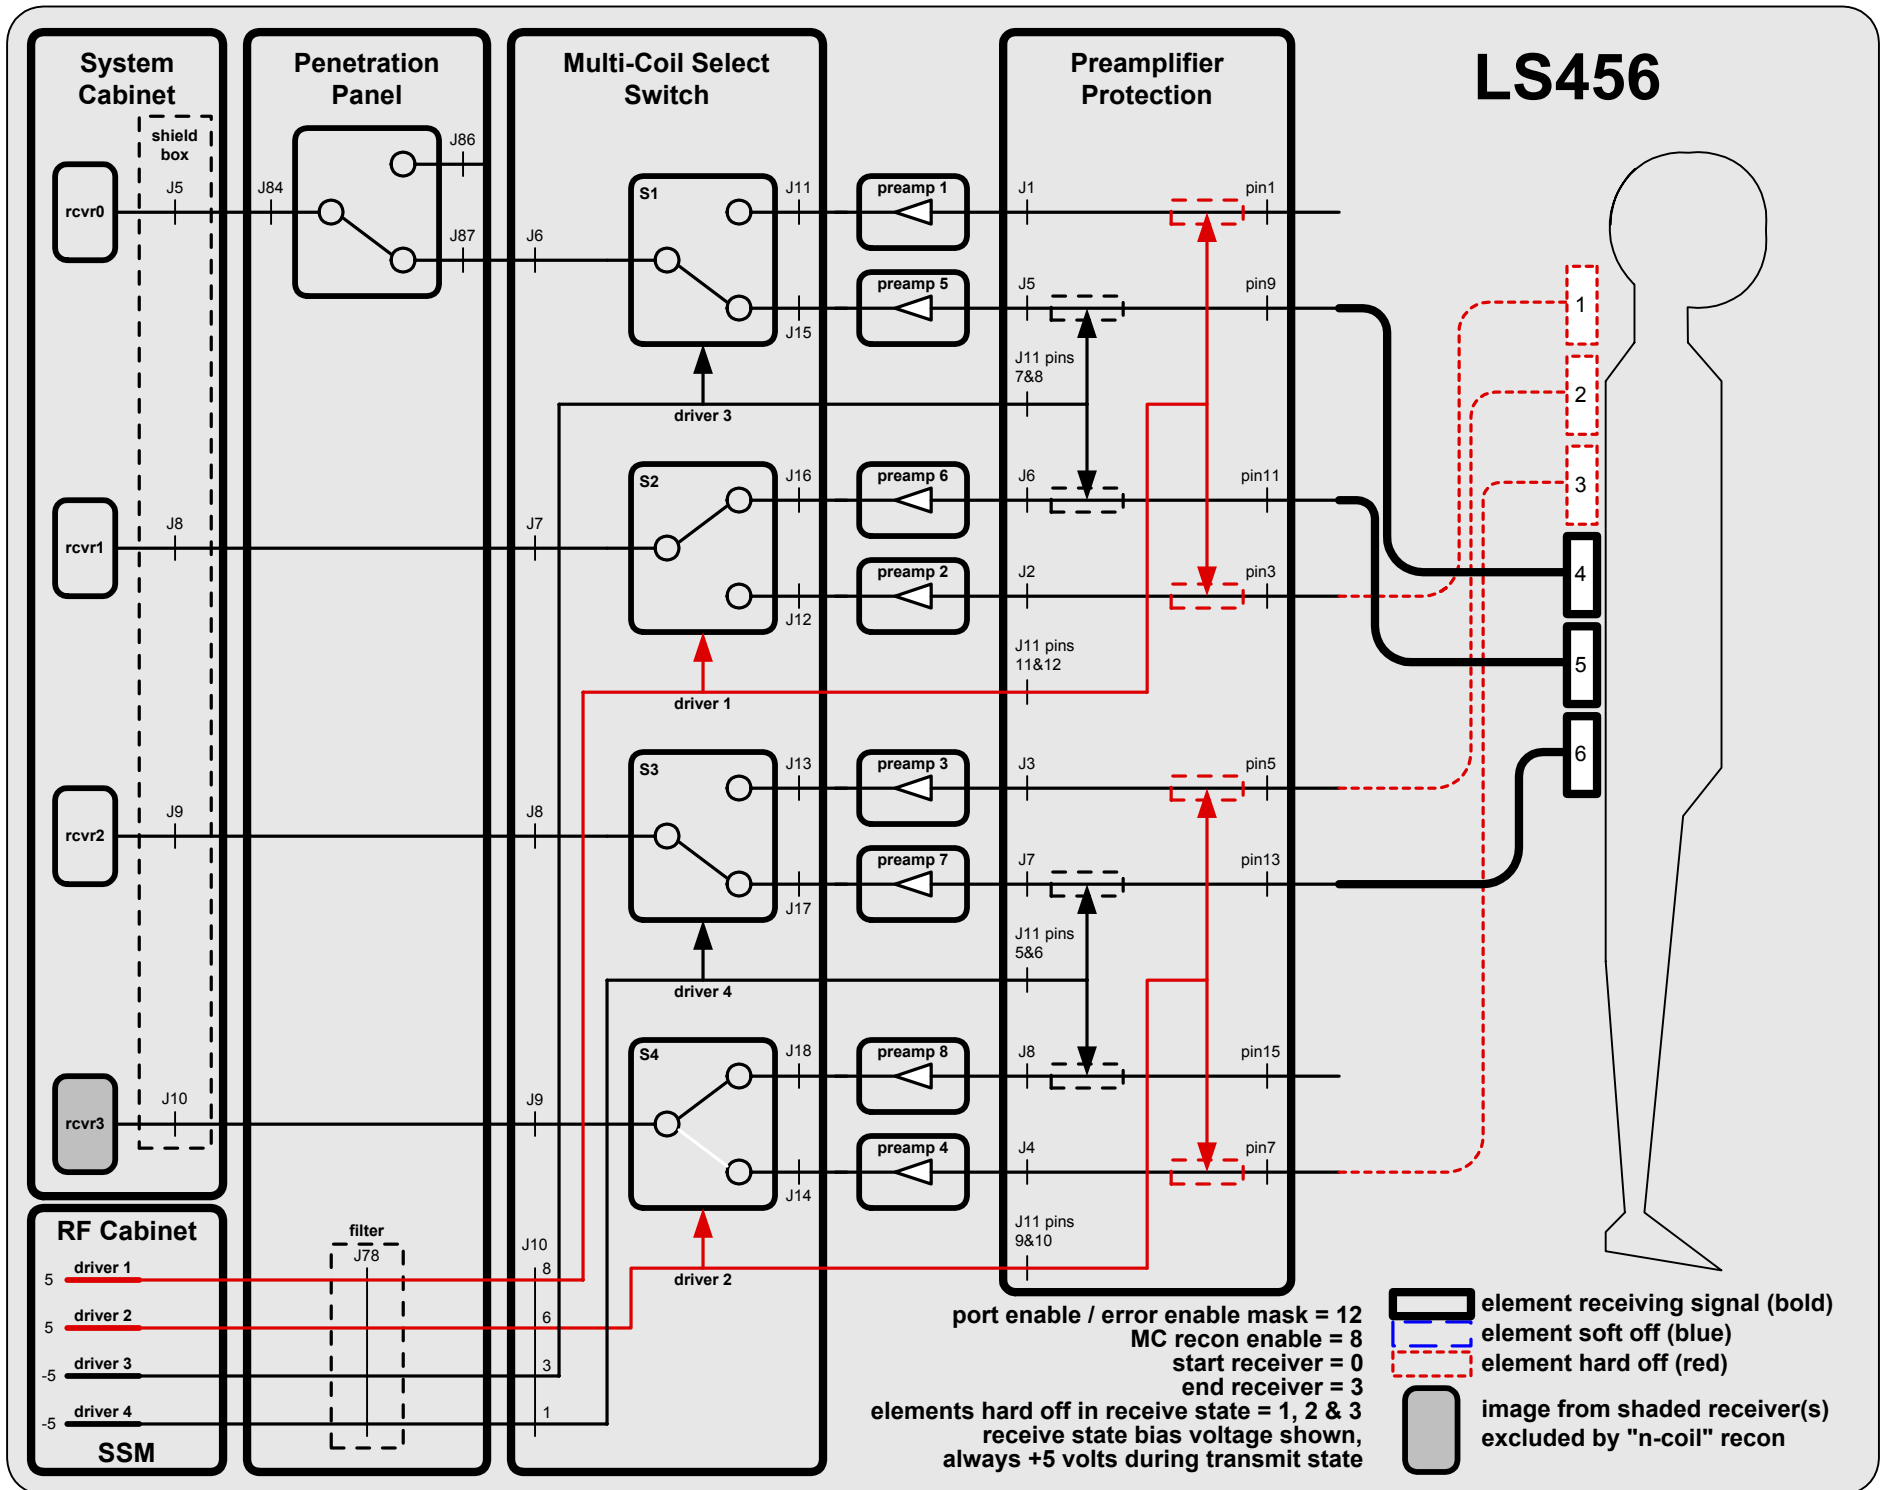 System
Cabinet
Penetration
Panel
Multi-Coil Select
Switch
Preamplifier
Protection
LS456
shield
box
rcvr0
J5
J84
J86
J87
J6
S1
J11
J15
preamp 1
preamp 5
J1
J5
pin1
pin9
J11 pins
7&8
driver 3
rcvr1
J8
J7
S2
J16
J12
preamp 6
preamp 2
J6
J2
pin11
pin3
J11 pins
11&12
driver 1
rcvr2
J9
J8
S3
J13
J17
preamp 3
preamp 7
J3
J7
pin5
pin13
J11 pins
5&6
driver 4
rcvr3
J10
J9
S4
J18
J14
preamp 8
preamp 4
J8
J4
pin15
pin7
J11 pins
9&10
driver 2
1
2
3
4
5
6
RF Cabinet
5 driver 1
5 driver 2
-5 driver 3
-5 driver 4
SSM
filter
J78
J10
8
6
3
1
port enable / error enable mask = 12
MC recon enable = 8
start receiver = 0
end receiver = 3
elements hard off in receive state = 1, 2 & 3
receive state bias voltage shown,
always +5 volts during transmit state
element receiving signal (bold)
element soft off (blue)
element hard off (red)
image from shaded receiver(s)
excluded by "n-coil" recon